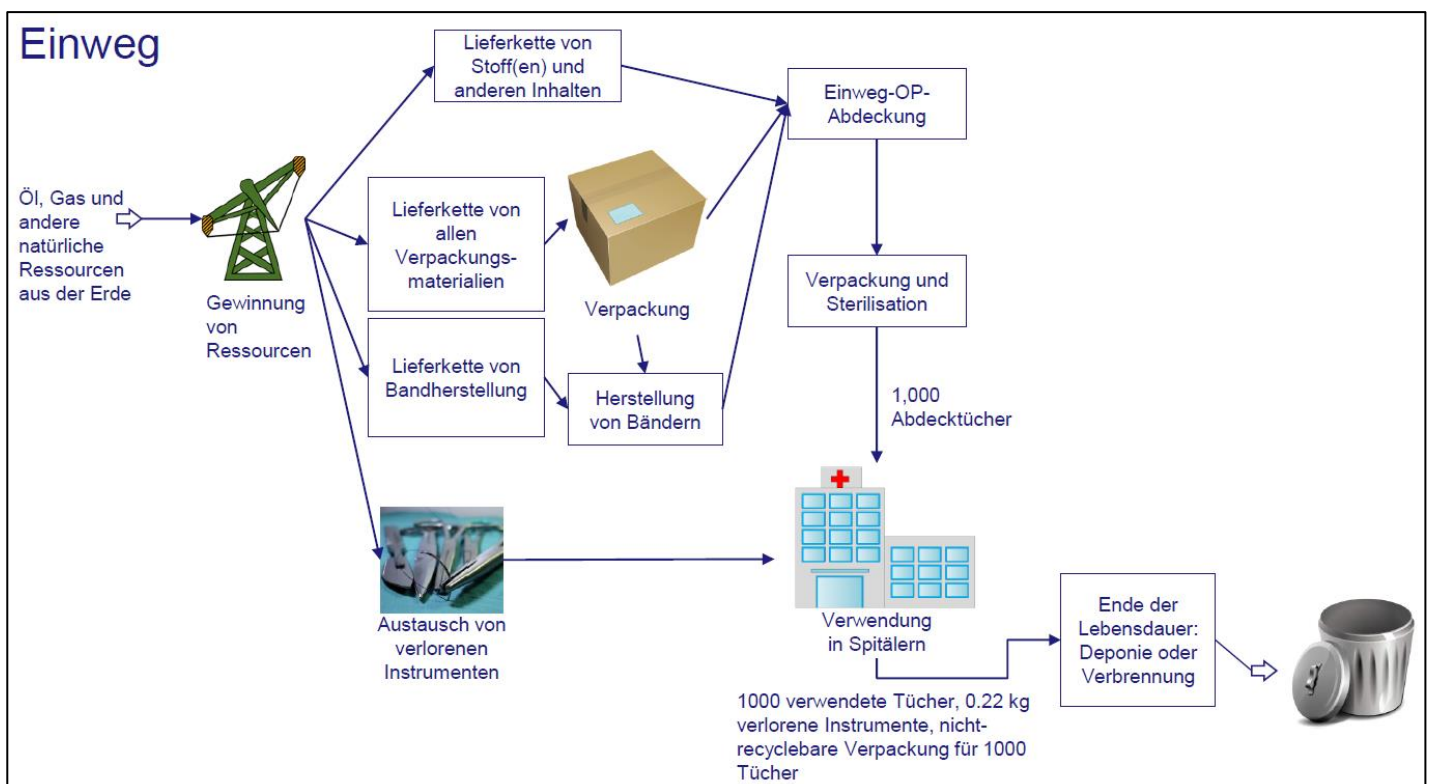 Einweg
Lieferkette von
Stoff(en) und
anderen Inhalten
Einweg-OP-
Abdeckung
Öl, Gas und
andere
natürliche
Ressourcen
aus der Erde
Gewinnung
von
Ressourcen
Lieferkette von
allen
Verpackungs-
materialien
Verpackung
Verpackung und
Sterilisation
Lieferkette von
Bandherstellung
Herstellung
von Bändern
1,000
Abdecktücher
Austausch von
verlorenen
Instrumenten
Verwendung
in Spitälern
Ende der
Lebensdauer:
Deponie oder
Verbrennung
1000 verwendete Tücher, 0.22 kg
verlorene Instrumente, nicht-
recyclebare Verpackung für 1000
Tücher